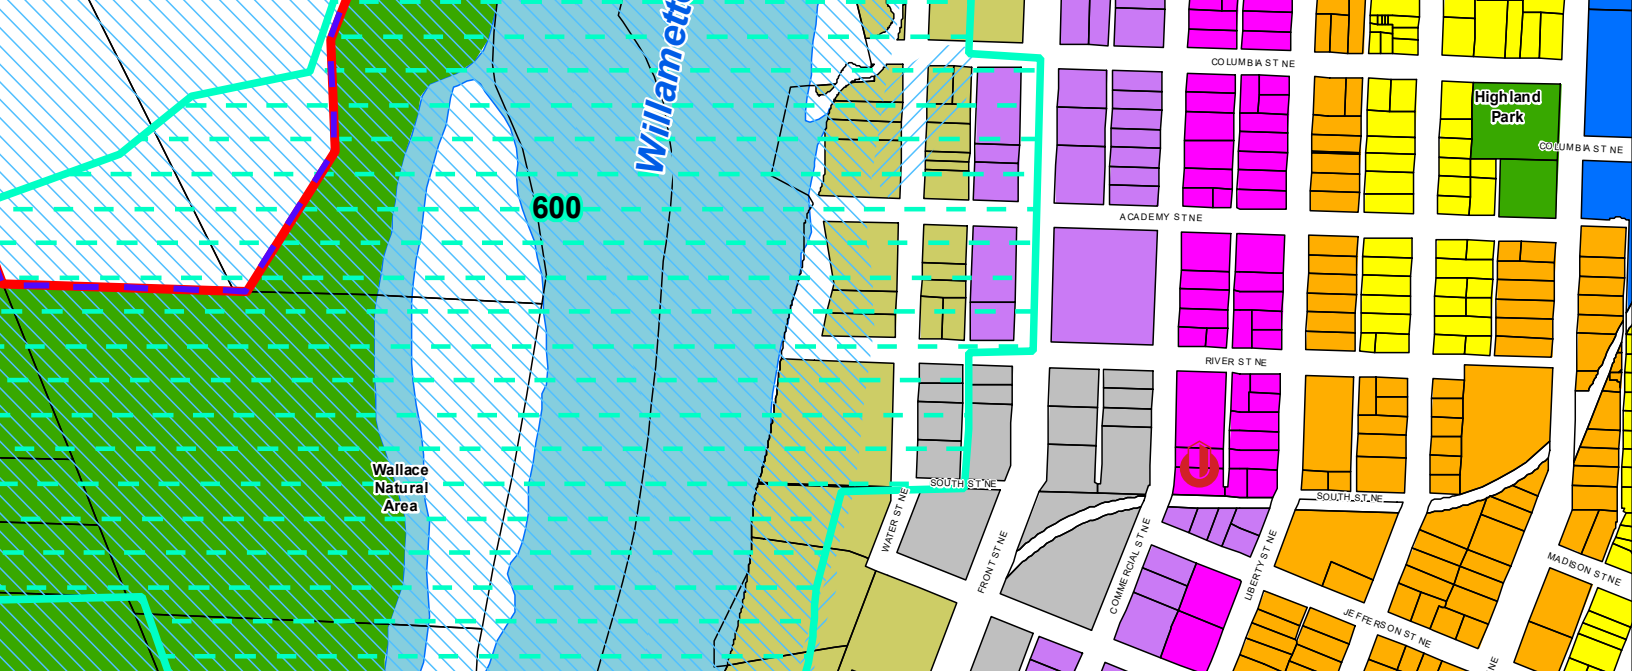 Willamette
COLUMBIA ST NE
Highland
Park
COLUMBIA ST NE
600
ACADEMY ST NE
RIVER ST NE
Wallace
Natural
Area
SOUTH ST NE
SOUTH ST NE
WATER ST NE
FRONT ST NE
COMMERCIAL ST NE
LIBERTY ST NE
MADISON ST NE
JEFFERSON ST NE
NE